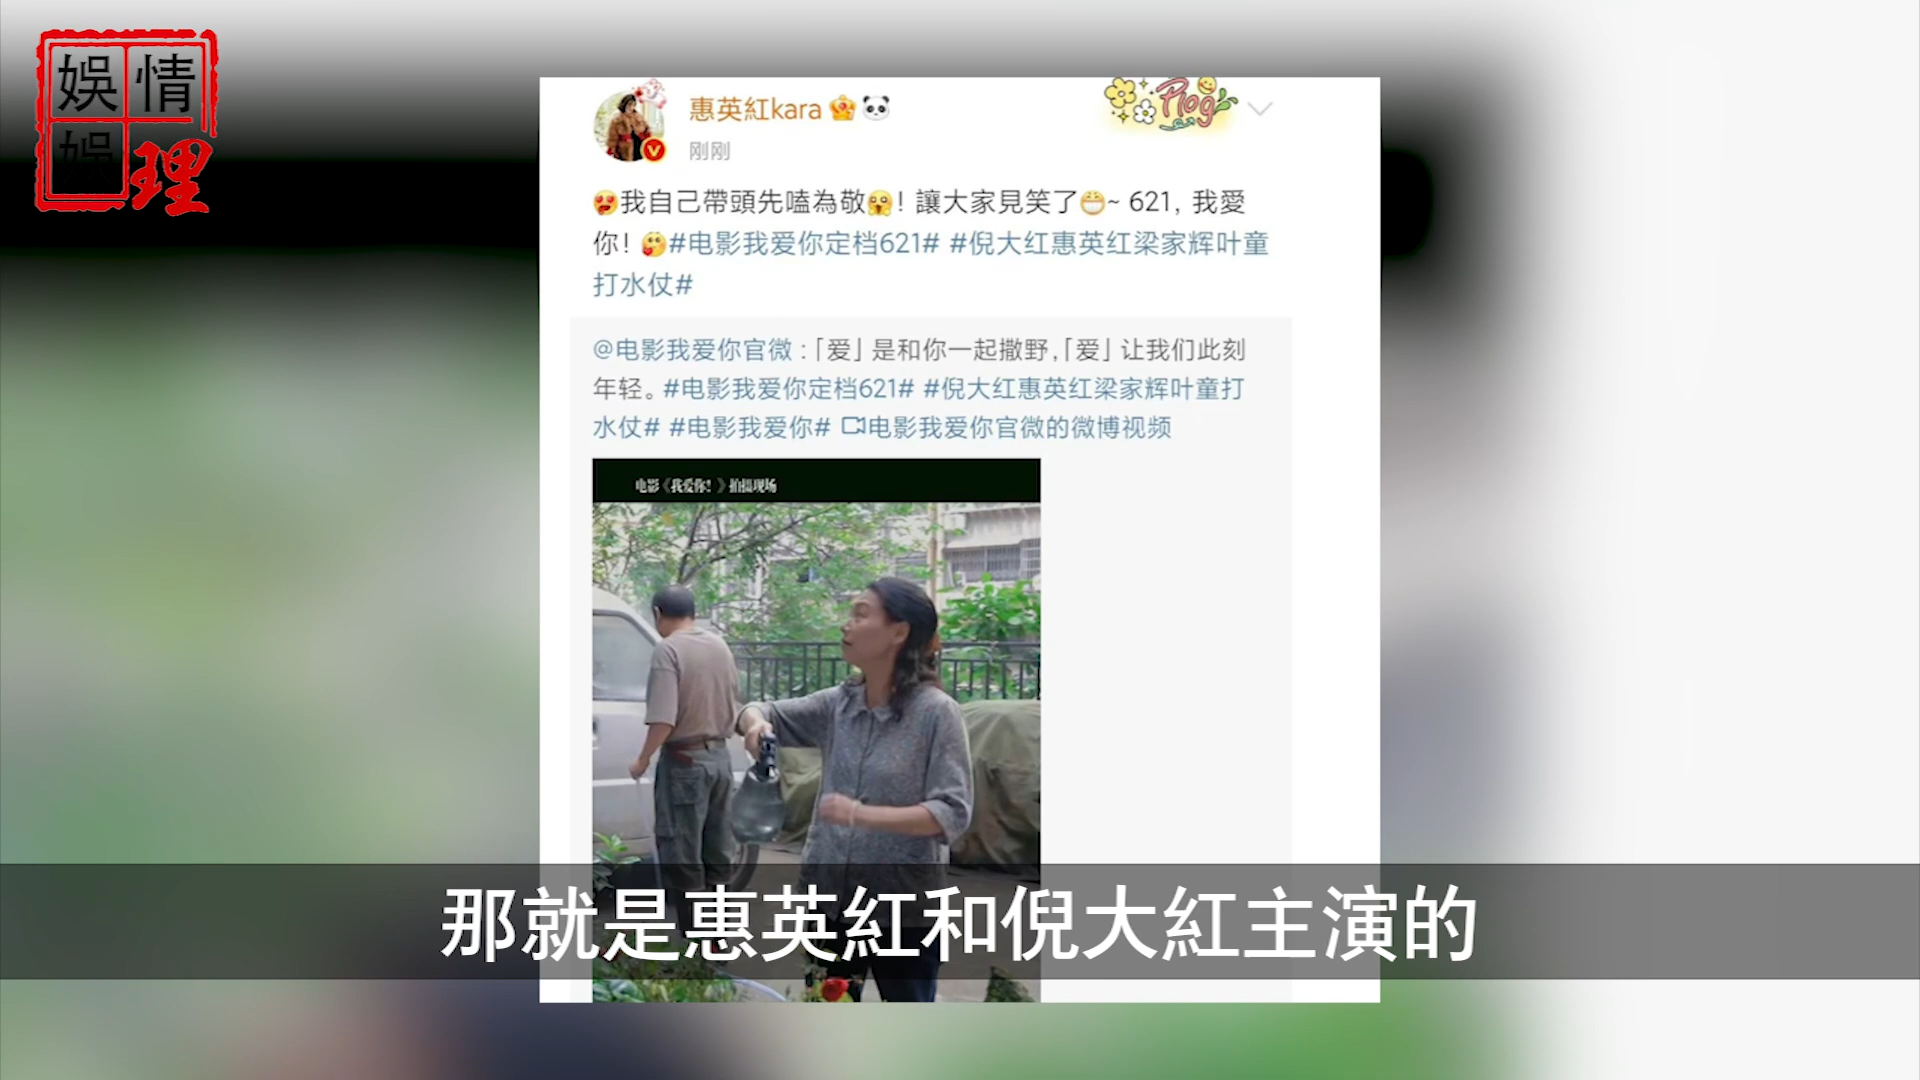 娛情
娛理
惠英紅kara
Plog
刚刚
我自己帶頭先嗑為敬！讓大家見笑了~ 621，我愛
你！#电影我爱你定档621# #倪大红惠英红梁家辉叶童
打水仗#
@电影我爱你官微：「爱」是和你一起撒野，「爱」让我们此刻
年轻。#电影我爱你定档621# #倪大红惠英红梁家辉叶童打
水仗# #电影我爱你# 电影我爱你官微的微博视频
电影《我爱你！》拍摄现场
那就是惠英紅和倪大紅主演的